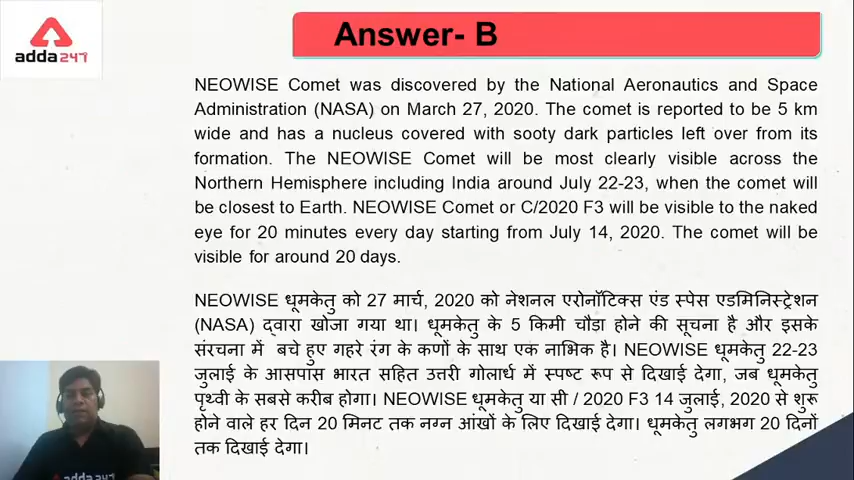 adda247
Answer- B
NEOWISE Comet was discovered by the National Aeronautics and Space
Administration (NASA) on March 27, 2020. The comet is reported to be 5 km
wide and has a nucleus covered with sooty dark particles left over from its
formation. The NEOWISE Comet will be most clearly visible across the
Northern Hemisphere including India around July 22-23, when the comet will
be closest to Earth. NEOWISE Comet or C/2020 F3 will be visible to the naked
eye for 20 minutes every day starting from July 14, 2020. The comet will be
visible for around 20 days.
NEOWISE धूमकेतु को 27 मार्च, 2020 को नेशनल एरोनॉटिक्स एंड स्पेस एडमिनिस्ट्रेशन
(NASA) द्वारा खोजा गया था। धूमकेतु के 5 किमी चौड़ा होने की सूचना है और इसके
संरचना में बचे हुए गहरे रंग के कणों के साथ एक नाभिक है। NEOWISE धूमकेतु 22-23
जुलाई के आसपास भारत सहित उत्तरी गोलार्ध में स्पष्ट रूप से दिखाई देगा, जब धूमकेतु
पृथ्वी के सबसे करीब होगा। NEOWISE धूमकेतु या सी / 2020 F3 14 जुलाई, 2020 से शुरू
होने वाले हर दिन 20 मिनट तक नग्न आंखों के लिए दिखाई देगा। धूमकेतु लगभग 20 दिनों
तक दिखाई देगा।
adda247